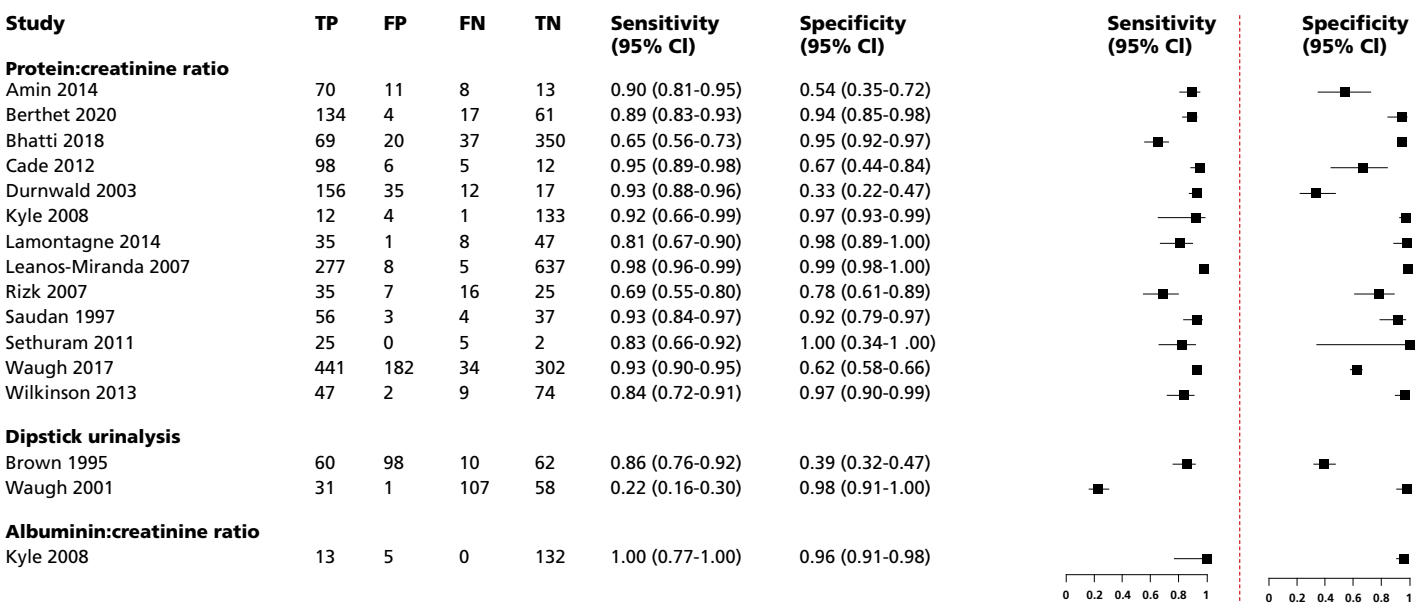 Study TP FP FN TN Sensitivity Specificity Sensitivity Specificity
(95% CI) (95% CI) (95% CI) (95% CI)
Protein:creatinine ratio
Amin 2014 70 11 8 13 0.90 (0.81-0.95) 0.54 (0.35-0.72)
Berthet 2020 134 4 17 61 0.89 (0.83-0.93) 0.94 (0.85-0.98)
Bhatti 2018 69 20 37 350 0.65 (0.56-0.73) 0.95 (0.92-0.97)
Cade 2012 98 6 5 12 0.95 (0.89-0.98) 0.67 (0.44-0.84)
Durnwald 2003 156 35 12 17 0.93 (0.88-0.96) 0.33 (0.22-0.47)
Kyle 2008 12 4 1 133 0.92 (0.66-0.99) 0.97 (0.93-0.99)
Lamontagne 2014 35 1 8 47 0.81 (0.67-0.90) 0.98 (0.89-1.00)
Leanos-Miranda 2007 277 8 5 637 0.98 (0.96-0.99) 0.99 (0.98-1.00)
Rizk 2007 35 7 16 25 0.69 (0.55-0.80) 0.78 (0.61-0.89)
Saudan 1997 56 3 4 37 0.93 (0.84-0.97) 0.92 (0.79-0.97)
Sethuram 2011 25 0 5 2 0.83 (0.66-0.92) 1.00 (0.34-1 .00)
Waugh 2017 441 182 34 302 0.93 (0.90-0.95) 0.62 (0.58-0.66)
Wilkinson 2013 47 2 9 74 0.84 (0.72-0.91) 0.97 (0.90-0.99)
Dipstick urinalysis
Brown 1995 60 98 10 62 0.86 (0.76-0.92) 0.39 (0.32-0.47)
Waugh 2001 31 1 107 58 0.22 (0.16-0.30) 0.98 (0.91-1.00)
Albuminin:creatinine ratio
Kyle 2008 13 5 0 132 1.00 (0.77-1.00) 0.96 (0.91-0.98)
0 0.2 0.4 0.6 0.8 1 0 0.2 0.4 0.6 0.8 1